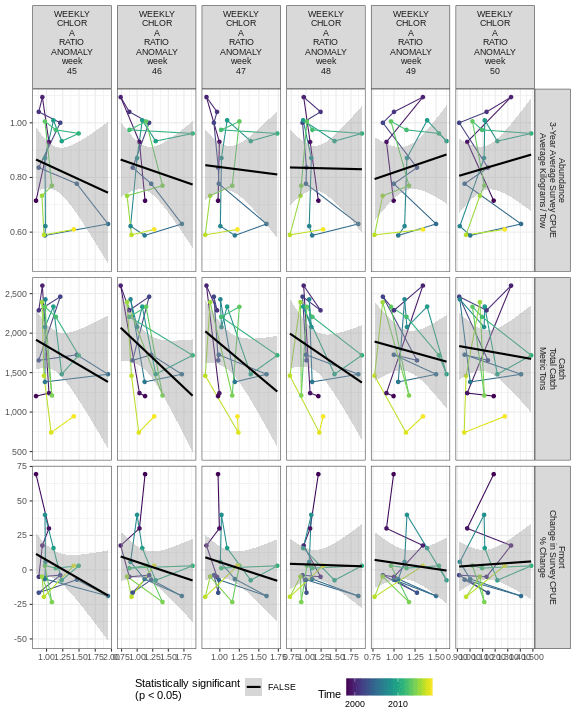 WEEKLY CHLOR A RATIO ANOMALY week 45
WEEKLY CHLOR A RATIO ANOMALY week 46
WEEKLY CHLOR A RATIO ANOMALY week 47
WEEKLY CHLOR A RATIO ANOMALY week 48
WEEKLY CHLOR A RATIO ANOMALY week 49
WEEKLY CHLOR A RATIO ANOMALY week 50
1.00
0.80
0.60
Abundance
3-Year Average Survey CPUE
Average Kilograms / Tow
2,500
2,000
1,500
1,000
500
Catch
Total Catch
Metric Tons
75
50
25
0
-25
-50
Fmort
Change in Survey CPUE
% Change
1.00 1.25 1.50 1.75 2.00
0.75 1.00 1.25 1.50 1.75
0.75 1.00 1.25 1.50 1.75
0.75 1.00 1.25 1.50 1.75
0.75 1.00 1.25 1.50
Statistically significant
(p < 0.05)
FALSE
Time
2000 2010